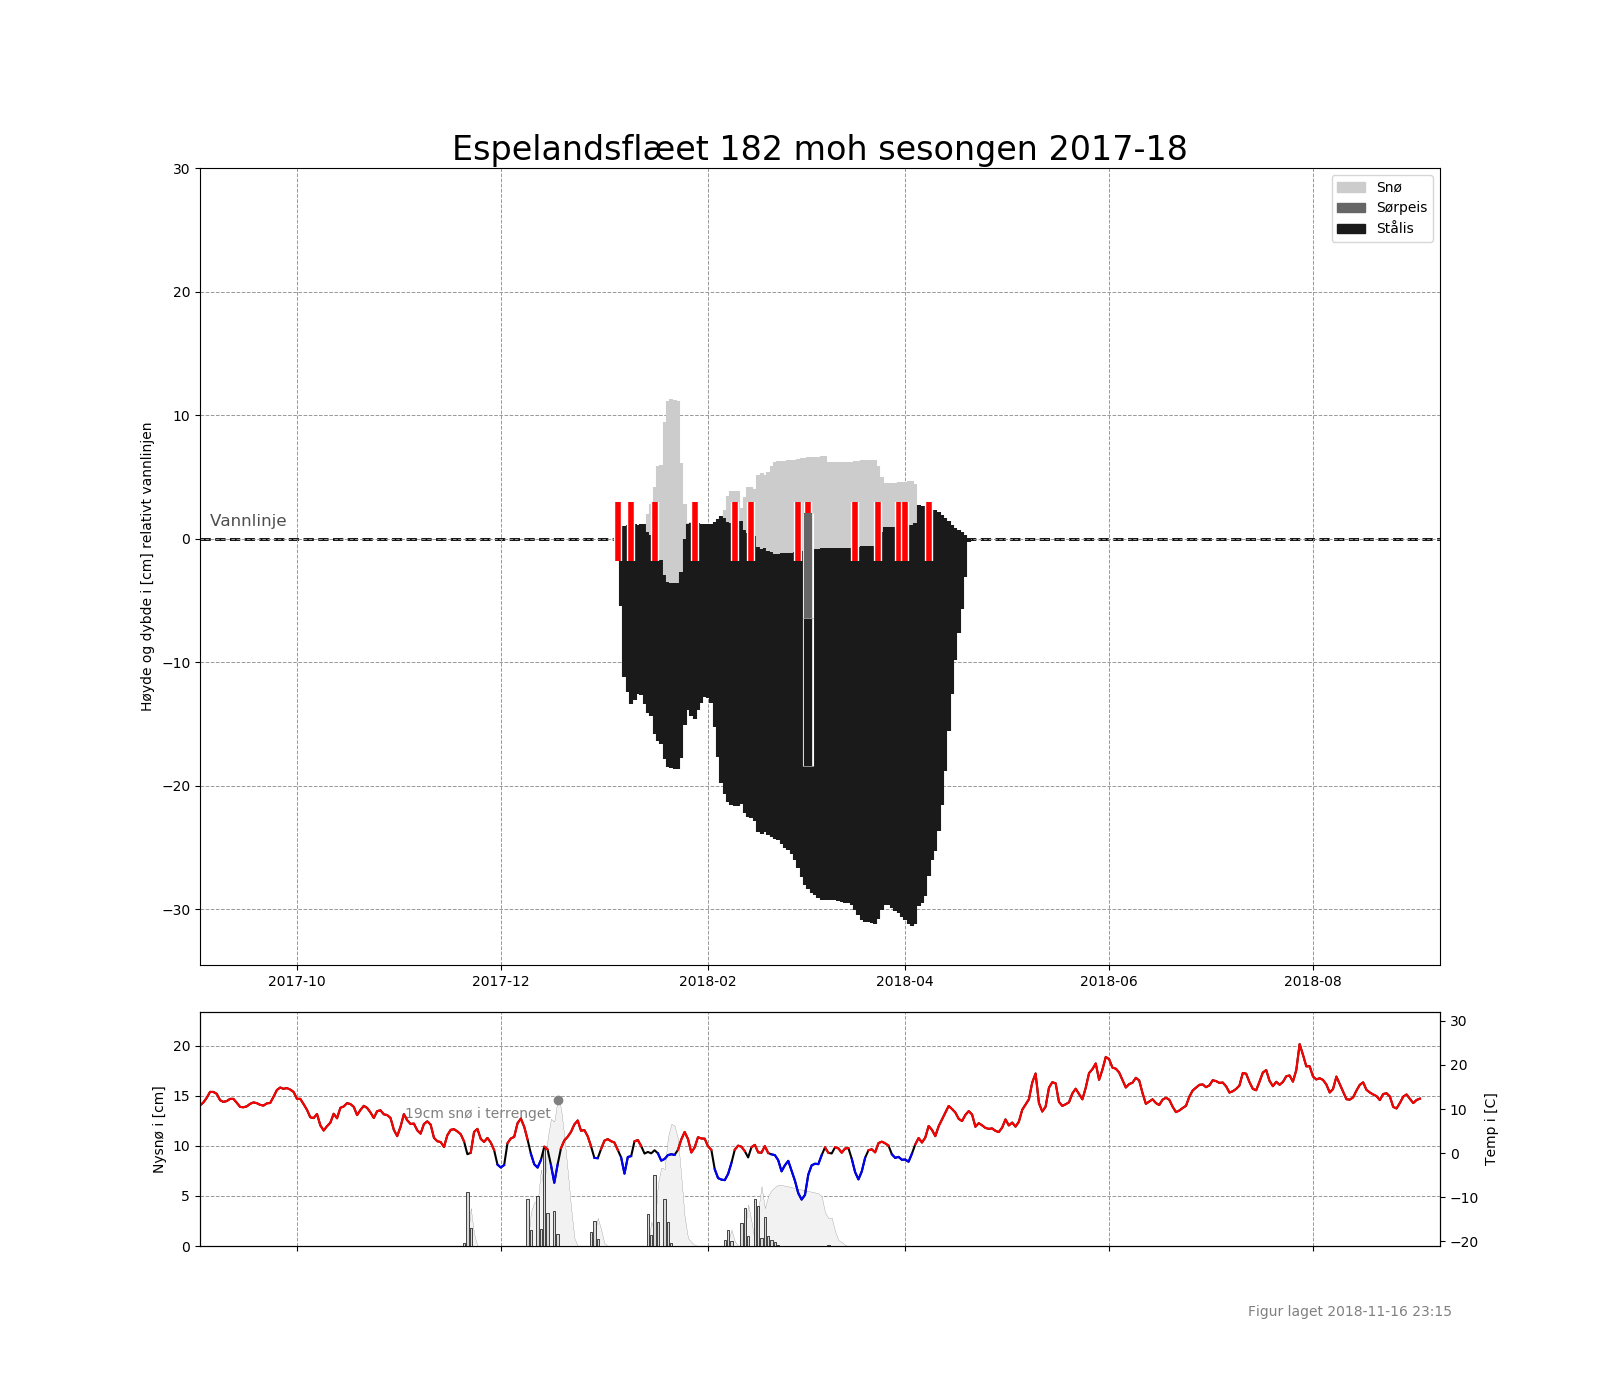 Espelandsflæet 182 moh sesongen 2017-18
Snø
Sørpeis
Stålis
Høyde og dybde i [cm] relativt vannlinjen
30
20
10
0
−10
−20
−30
Vannlinje
2017-10
2017-12
2018-02
2018-04
2018-06
2018-08
Nysnø i [cm]
20
15
10
5
0
19cm snø i terrenget
30
20
10
0
−10
−20
Temp i [C]
Figur laget 2018-11-16 23:15